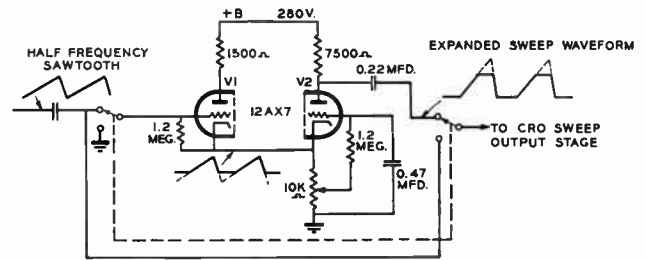 +B 280V.
HALF FREQUENCY
SAWTOOTH
1500Ω
7500Ω
EXPANDED SWEEP WAVEFORM
V1
V2
0.22 MFD.
12AX7
1.2
MEG.
TO CRO SWEEP
OUTPUT STAGE
1.2
MEG.
10K
Ω
0.47
MFD.